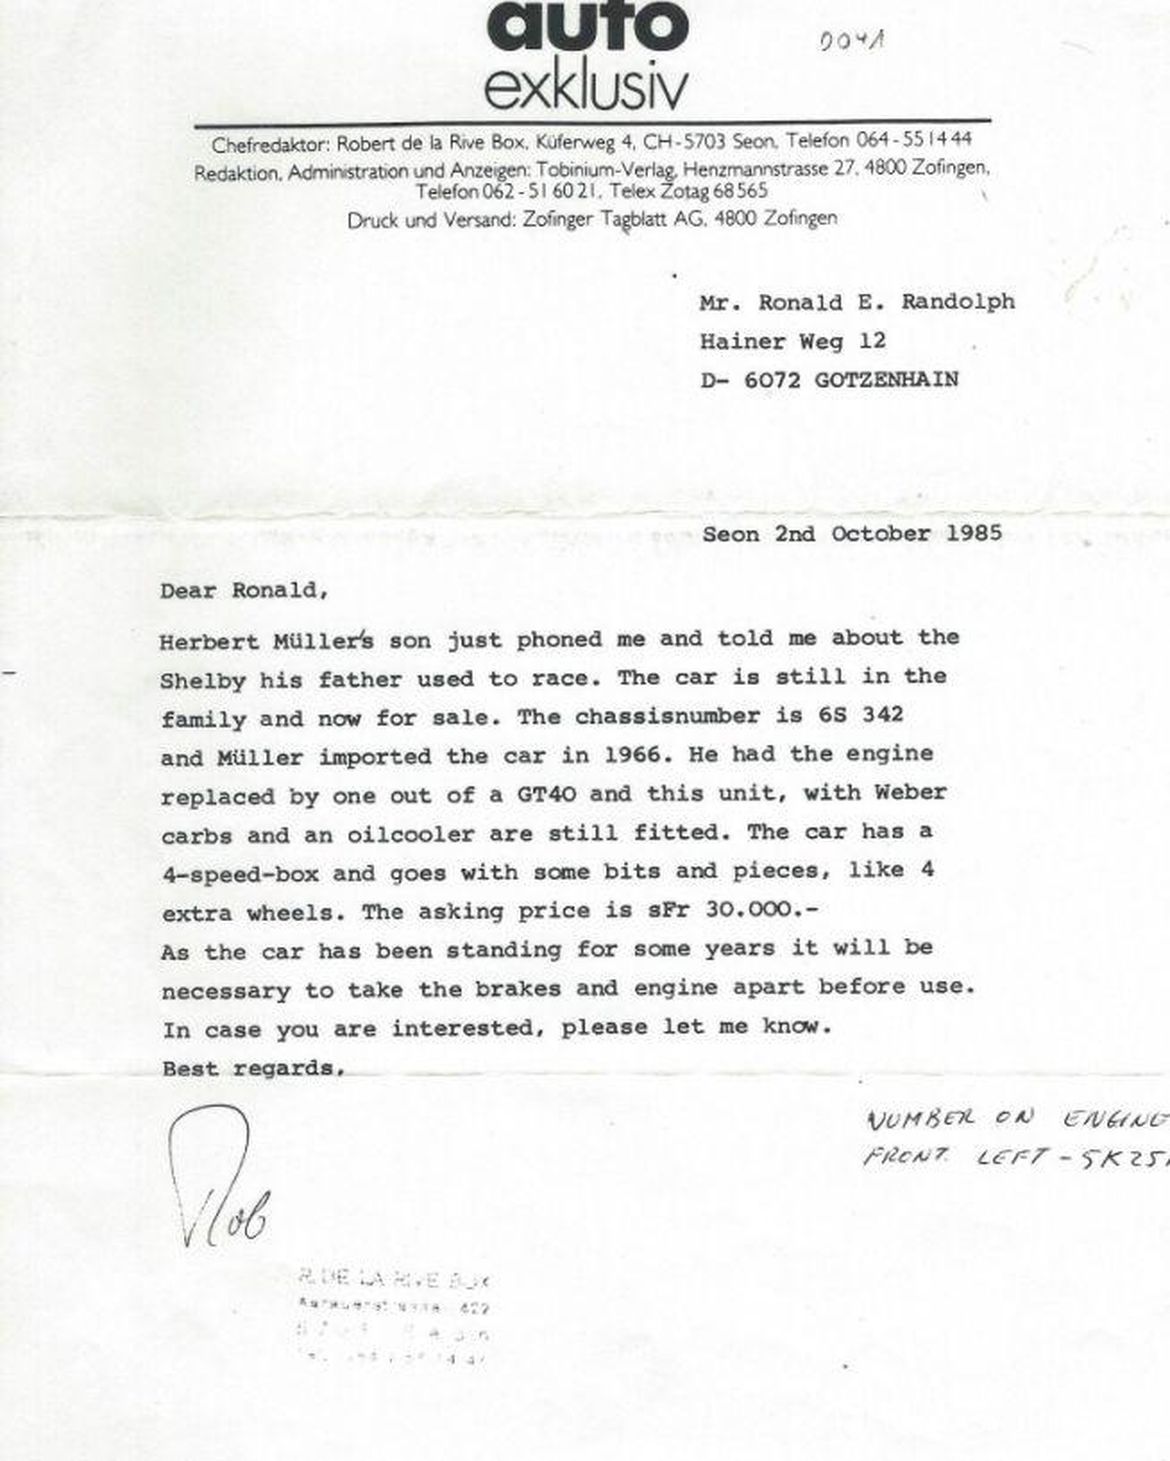 auto
exklusiv
004A
Chefredaktor: Robert de la Rive Box, Küferweg 4, CH-5703 Seon, Telefon 064-55 14 44
Redaktion, Administration und Anzeigen: Tobinium-Verlag, Henzmannstrasse 27, 4800 Zofingen,
Telefon 062-51 60 21, Telex Zotag 68 565
Druck und Versand: Zofinger Tagblatt AG, 4800 Zofingen
Mr. Ronald E. Randolph
Hainer Weg 12
D- 6072 GOTZENHAIN
Seon 2nd October 1985
Dear Ronald,
Herbert Müller's son just phoned me and told me about the
Shelby his father used to race. The car is still in the
family and now for sale. The chassisnumber is 6S 342
and Müller imported the car in 1966. He had the engine
replaced by one out of a GT40 and this unit, with Weber
carbs and an oilcooler are still fitted. The car has a
4-speed-box and goes with some bits and pieces, like 4
extra wheels. The asking price is sFr 30.000.-
As the car has been standing for some years it will be
necessary to take the brakes and engine apart before use.
In case you are interested, please let me know.
Best regards,
NUMBER ON ENGINE
FRONT LEFT -
Rob
R. DE LA RIVE BOX